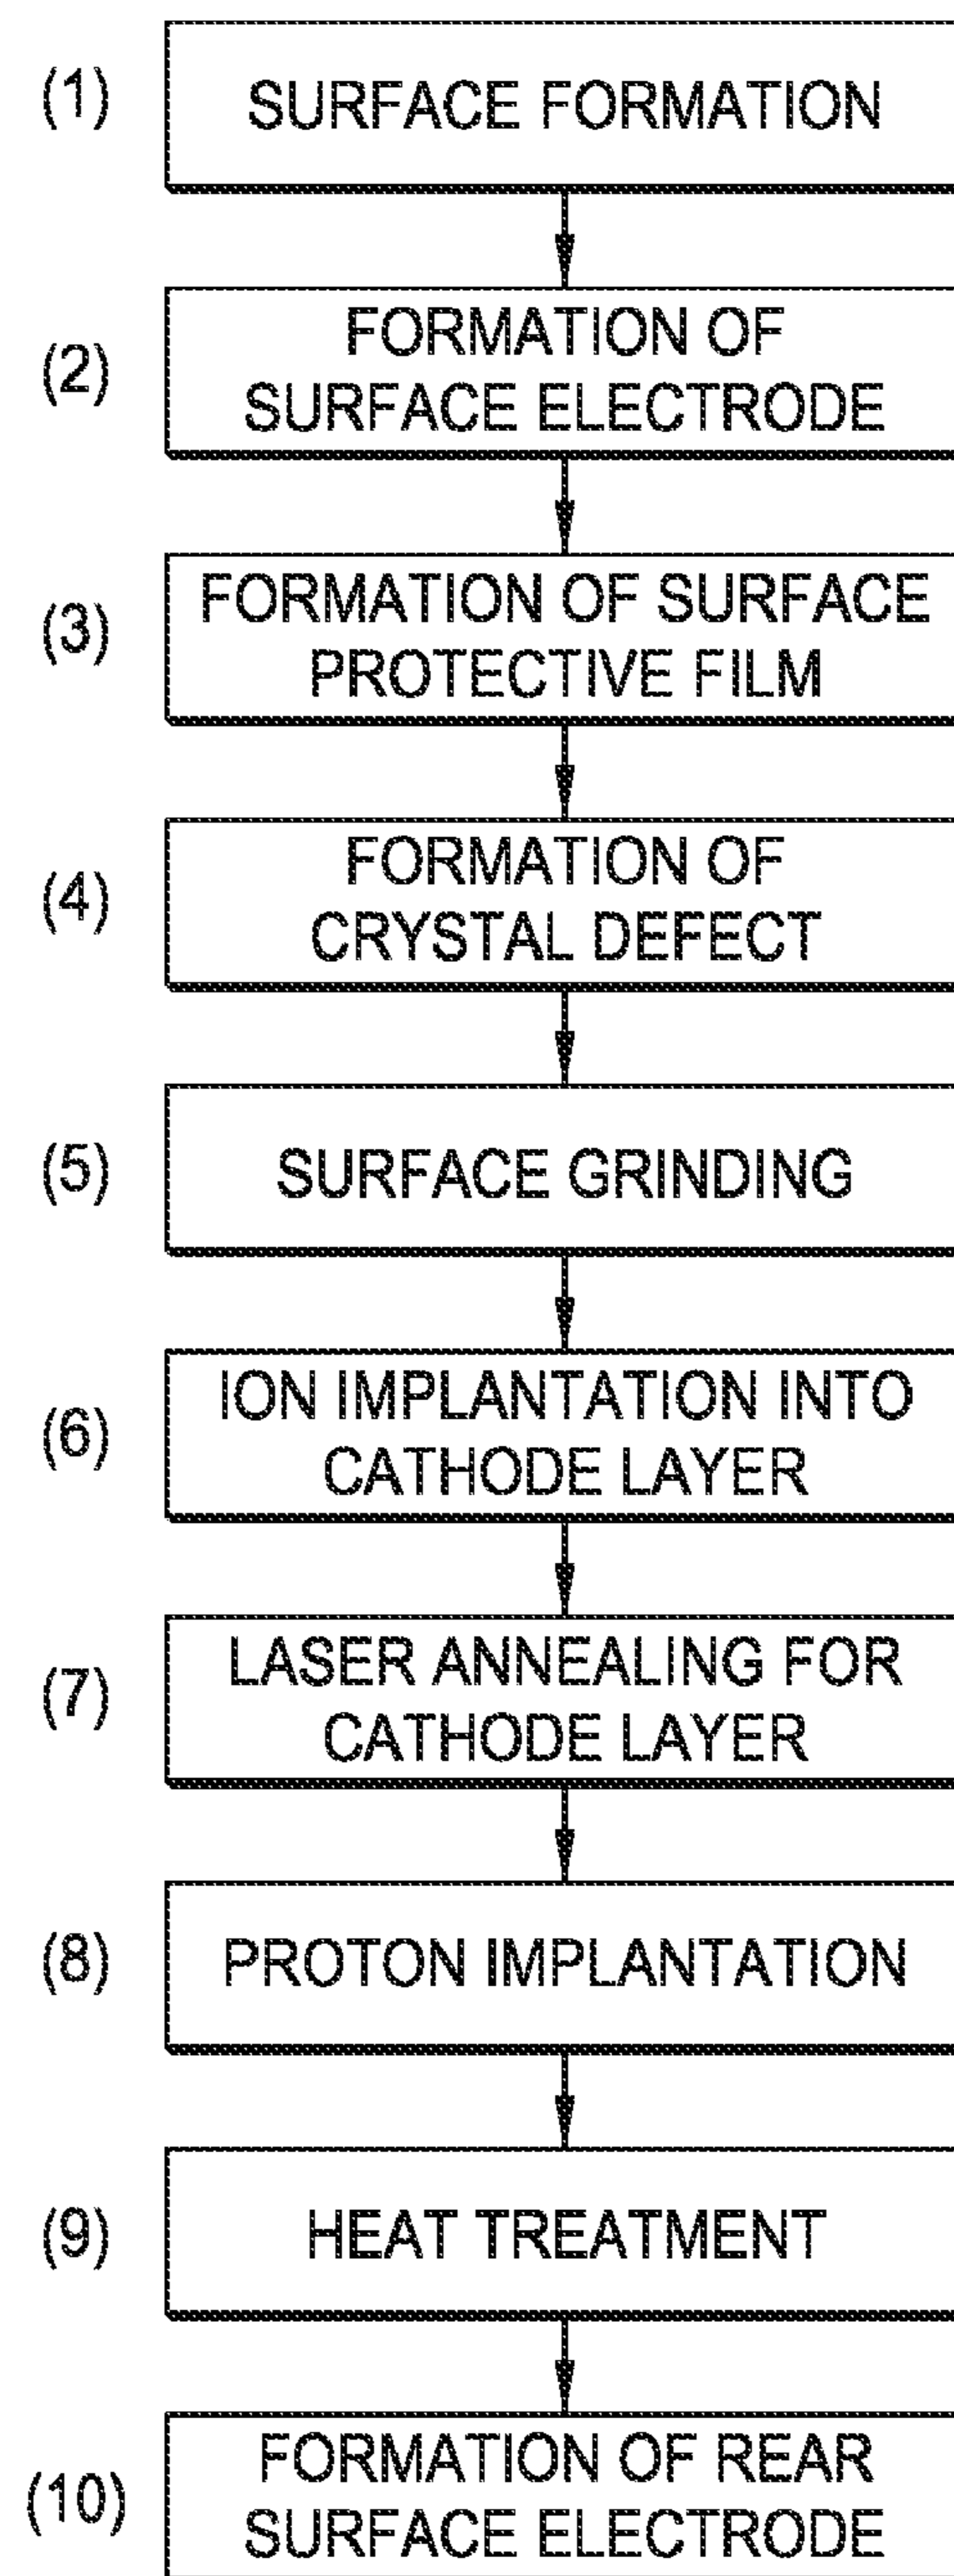 (1) SURFACE FORMATION
(2) FORMATION OF
SURFACE ELECTRODE
(3) FORMATION OF SURFACE
PROTECTIVE FILM
(4) FORMATION OF
CRYSTAL DEFECT
(5) SURFACE GRINDING
(6) ION IMPLANTATION INTO
CATHODE LAYER
(7) LASER ANNEALING FOR
CATHODE LAYER
(8) PROTON IMPLANTATION
(9) HEAT TREATMENT
(10) FORMATION OF REAR
SURFACE ELECTRODE